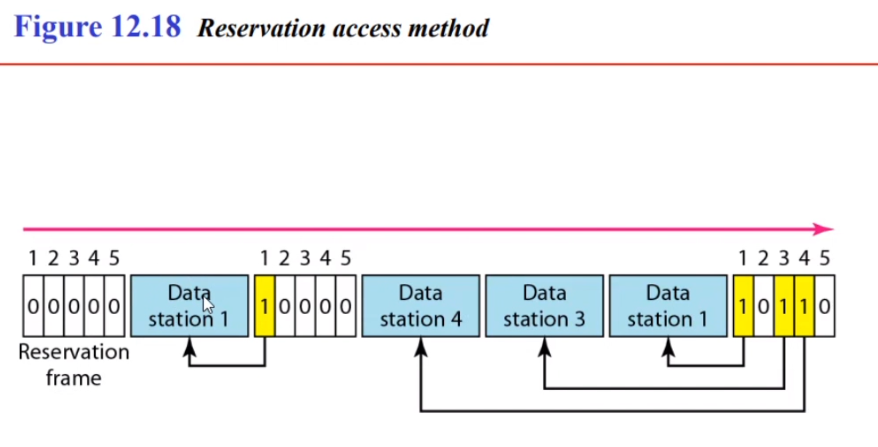 Figure 12.18 Reservation access method
1 2 3 4 5
1 2 3 4 5
1 2 3 4 5
0 0 0 0 0
Data
station 1
1 0 0 0 0
Data
station 4
Data
station 3
Data
station 1
1 0 1 1 0
Reservation
frame